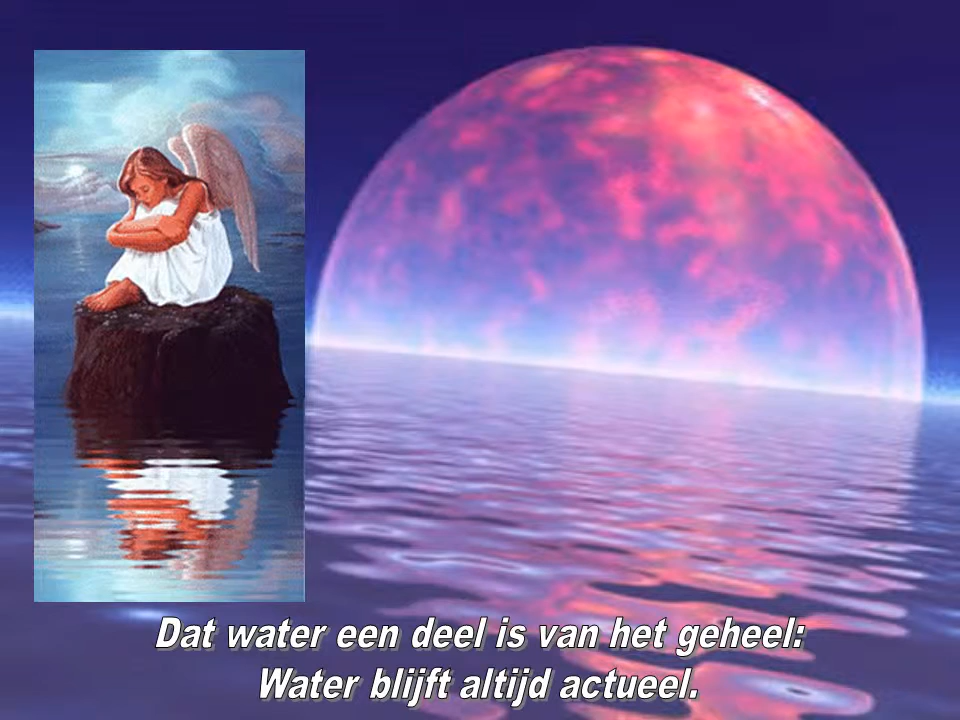 Dat water een deel is van het geheel:
Water blijft altijd actueel.